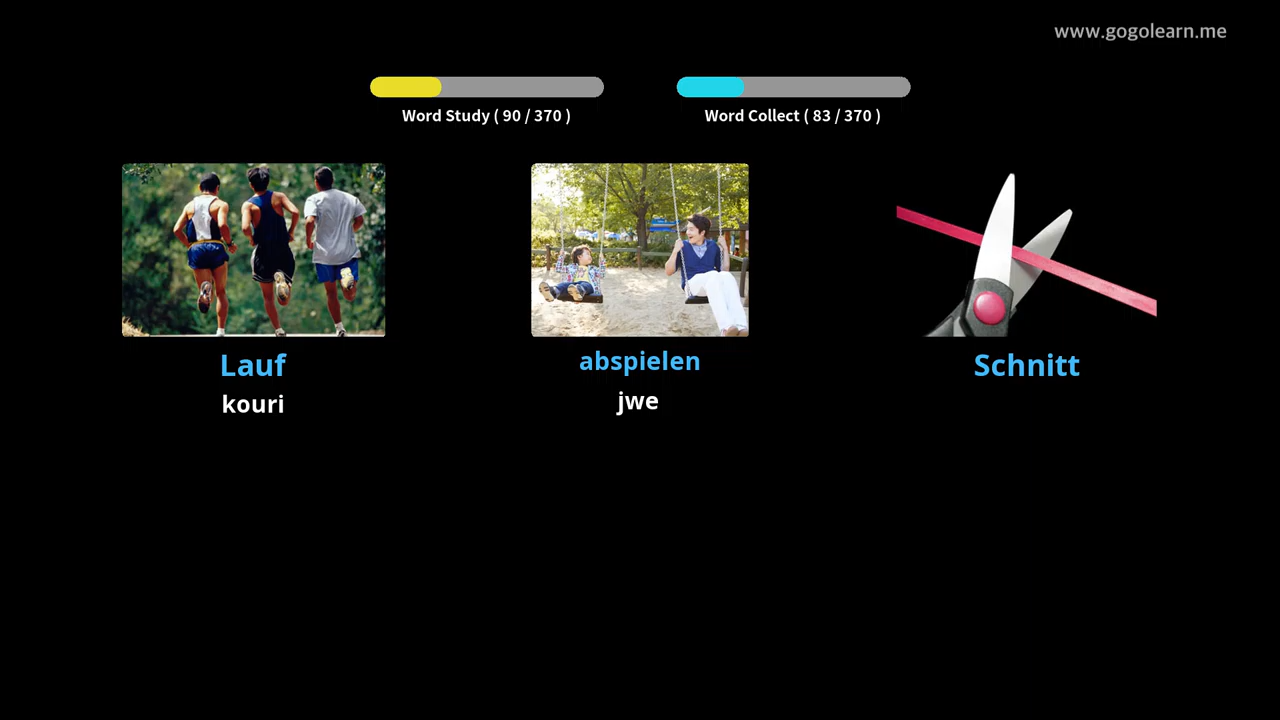 www.gogolearn.me
Word Study ( 90 / 370 )
Word Collect ( 83 / 370 )
Lauf
abspielen
Schnitt
kouri
jwe